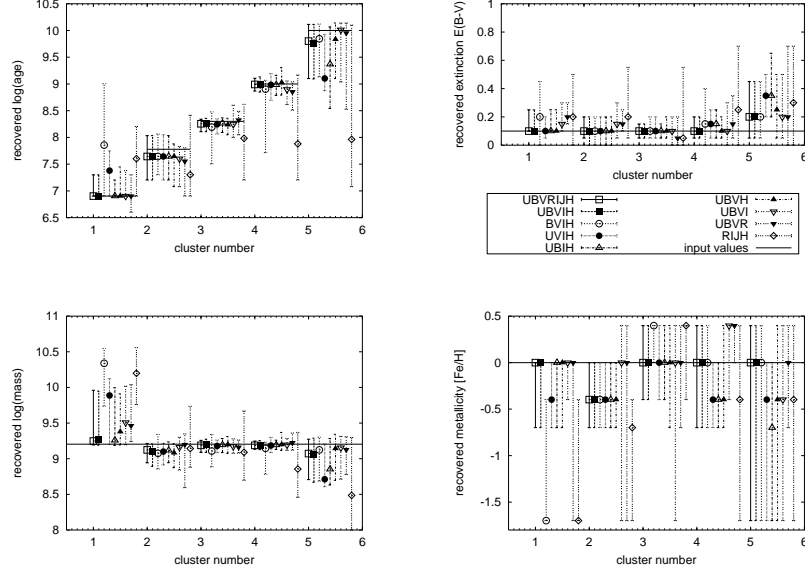 10.5
10
9.5
9
8.5
8
7.5
7
6.5
1 2 3 4 5 6
recovered log(age)
cluster number
1
0.8
0.6
0.4
0.2
0
1 2 3 4 5 6
recovered extinction E(B-V)
cluster number
UBVRIJH
UBVIH
BVIH
UVIH
UBIH
UBVH
UBVI
UBVR
RIJH
input values
11
10.5
10
9.5
9
8.5
8
1 2 3 4 5 6
recovered log(mass)
cluster number
0.5
0
-0.5
-1
-1.5
1 2 3 4 5 6
recovered metallicity [Fe/H]
cluster number